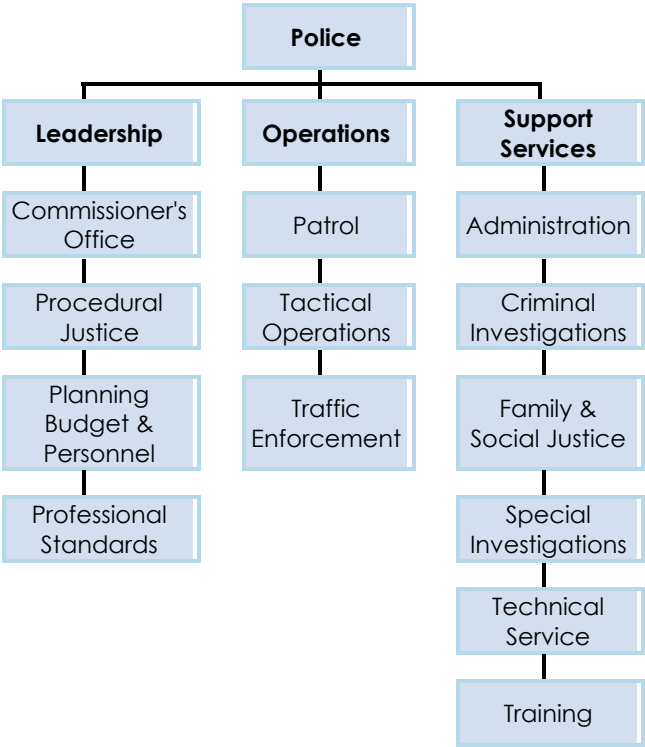 Police
Leadership
Commissioner's
Office
Procedural
Justice
Planning
Budget &
Personnel
Professional
Standards
Operations
Patrol
Tactical
Operations
Traffic
Enforcement
Support
Services
Administration
Criminal
Investigations
Family &
Social Justice
Special
Investigations
Technical
Service
Training